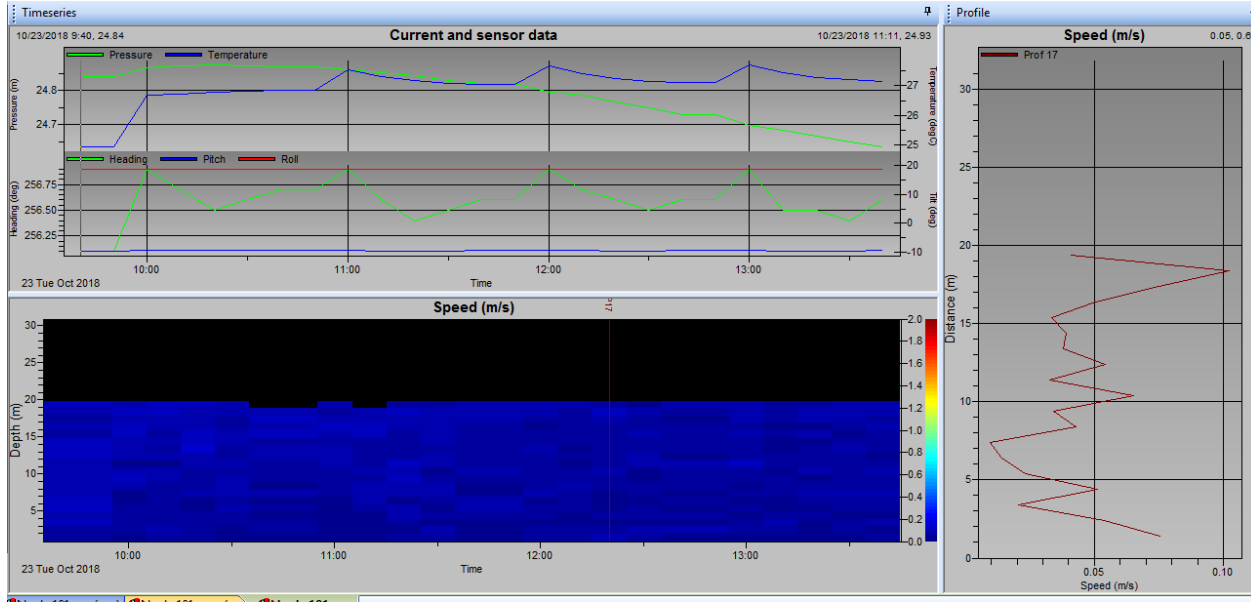 Timeseries
10/23/2018 9:40, 24.84
Current and sensor data
10/23/2018 11:11, 24.93
Pressure
Temperature
Pressure (m)
24.8
24.7
27
26
25
Temperature (degC)
Heading
Pitch
Roll
Heading (deg)
256.75
256.50
256.25
20
10
0
-10
Tilt (deg)
10:00
11:00
12:00
13:00
23 Tue Oct 2018
Time
Speed (m/s)
Depth (m)
30
25
20
15
10
5
2.0
1.8
1.6
1.4
1.2
1.0
0.8
0.6
0.4
0.2
0.0
10:00
11:00
12:00
13:00
23 Tue Oct 2018
Time
Profile
Speed (m/s)
0.05, 0.6
Prof 17
Distance (m)
30
25
20
15
10
5
0
0.05
0.10
Speed (m/s)